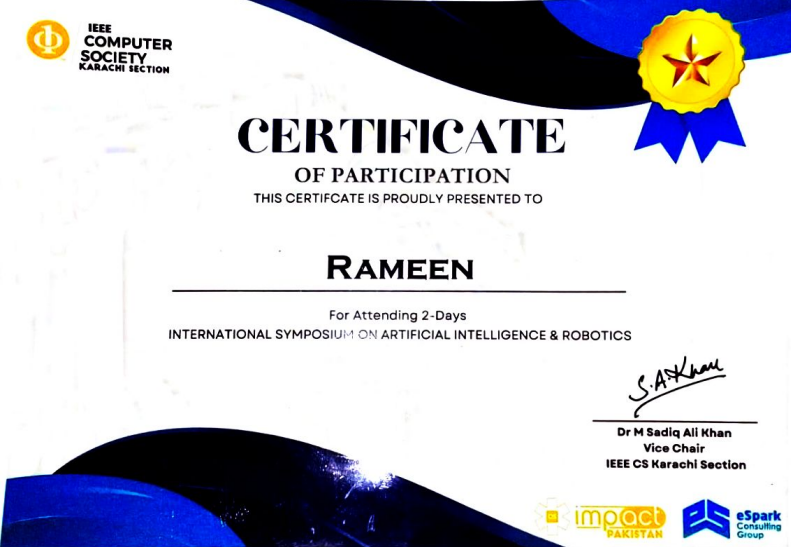 IEEE
COMPUTER
SOCIETY
KARACHI SECTION
CERTIFICATE
OF PARTICIPATION
THIS CERTIFCATE IS PROUDLY PRESENTED TO
RAMEEN
For Attending 2-Days
INTERNATIONAL SYMPOSIUM ON ARTIFICIAL INTELLIGENCE & ROBOTICS
S.A.Khan
Dr M Sadiq Ali Khan
Vice Chair
IEEE CS Karachi Section
impact
PAKISTAN
eSpark
Consulting
Group